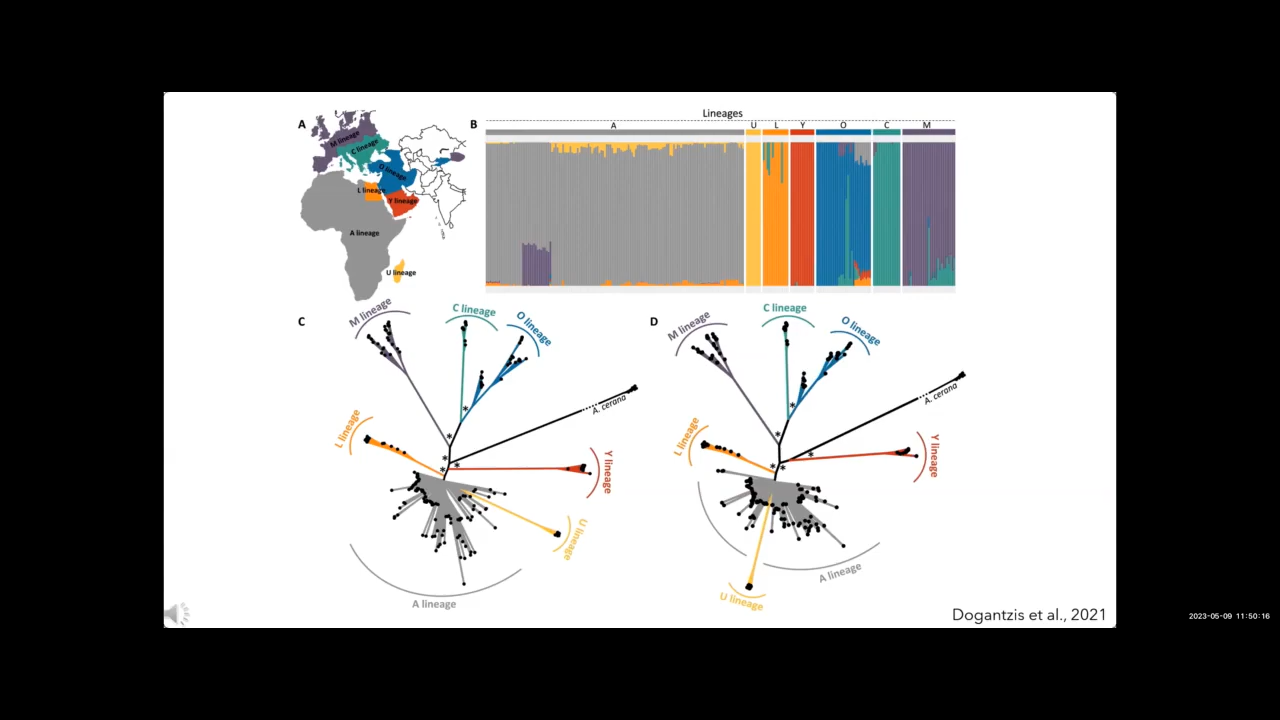 Lineages
A
B
A
U
L
Y
O
C
M
M lineage
C lineage
O lineage
L lineage
Y lineage
A lineage
U lineage
C
M lineage
C lineage
O lineage
A. cerana
L lineage
Y lineage
U lineage
A lineage
*
*
*
*
*
D
M lineage
C lineage
O lineage
A. cerana
L lineage
Y lineage
A lineage
U lineage
*
*
*
*
*
Dogantzis et al., 2021
2023-05-09 11:50:16